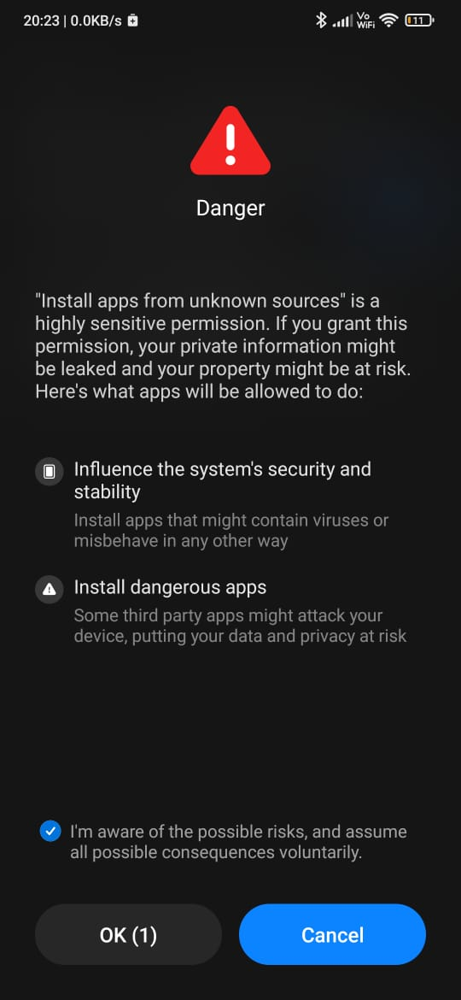 20:23 | 0.0KB/s
Vo
WiFi
11
Danger
"Install apps from unknown sources" is a
highly sensitive permission. If you grant this
permission, your private information might
be leaked and your property might be at risk.
Here's what apps will be allowed to do:
Influence the system's security and
stability
Install apps that might contain viruses or
misbehave in any other way
Install dangerous apps
Some third party apps might attack your
device, putting your data and privacy at risk
I'm aware of the possible risks, and assume
all possible consequences voluntarily.
OK (1)
Cancel